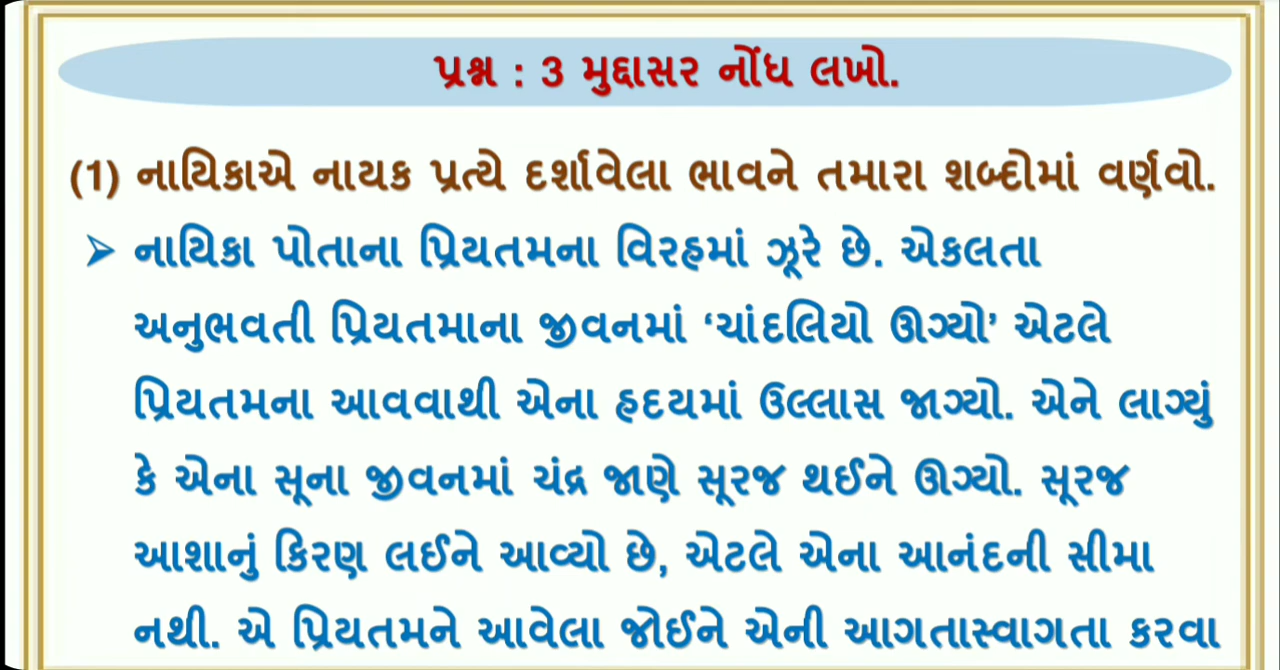 પ્રશ્ન : 3 મુદ્દાસર નોંધ લખો.
(1) નાયિકાએ નાયક પ્રત્યે દર્શાવેલા ભાવને તમારા શબ્દોમાં વર્ણવો.
➢ નાયિકા પોતાના પ્રિયતમના વિરહમાં ઝૂરે છે. એકલતા
અનુભવતી પ્રિયતમાના જીવનમાં ‘ચાંદલિયો ઊગ્યો’ એટલે
પ્રિયતમના આવવાથી એના હૃદયમાં ઉલ્લાસ જાગ્યો. એને લાગ્યું
કે એના સૂના જીવનમાં ચંદ્ર જાણે સૂરજ થઈને ઊગ્યો. સૂરજ
આશાનું કિરણ લઈને આવ્યો છે, એટલે એના આનંદની સીમા
નથી. એ પ્રિયતમને આવેલા જોઈને એની આગતાસ્વાગતા કરવા